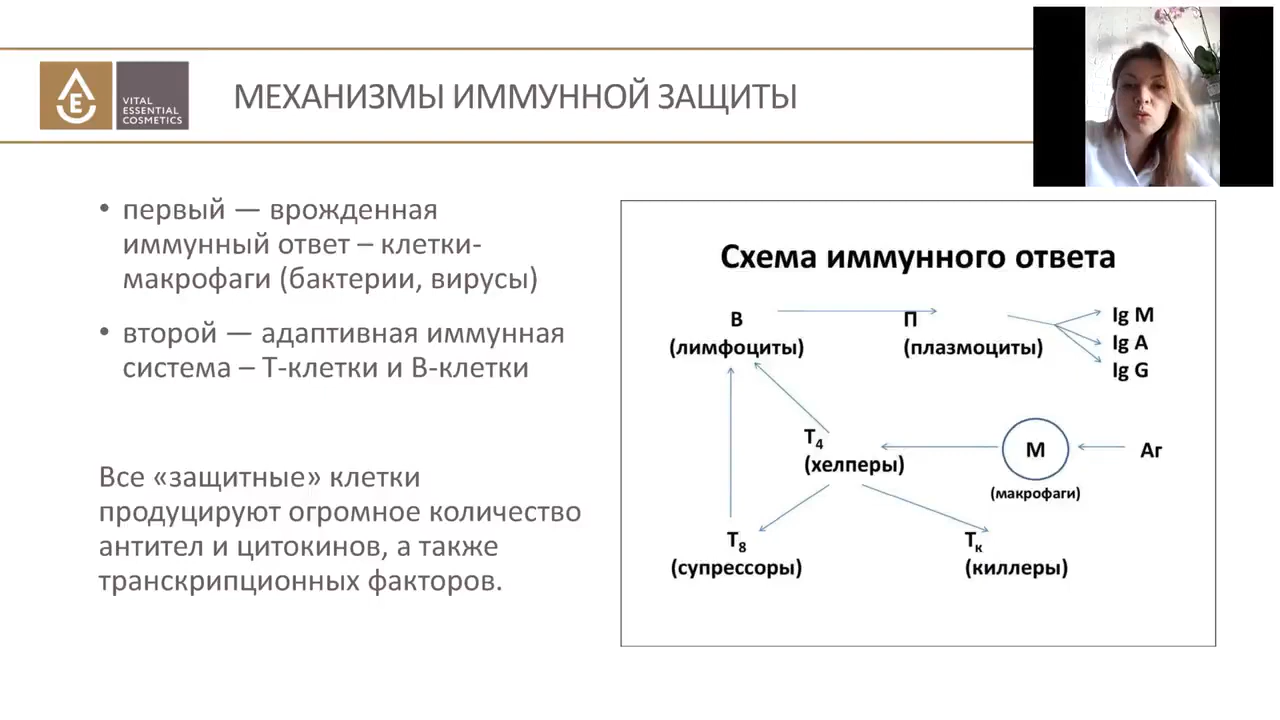 VITAL
ESSENTIAL
COSMETICS
МЕХАНИЗМЫ ИММУННОЙ ЗАЩИТЫ
• первый — врожденная
иммунный ответ – клетки-
макрофаги (бактерии, вирусы)
• второй — адаптивная иммунная
система – Т-клетки и В-клетки
Все «защитные» клетки
продуцируют огромное количество
антител и цитокинов, а также
транскрипционных факторов.
Схема иммунного ответа
В
(лимфоциты)
П
(плазмоциты)
Ig M
Ig A
Ig G
Т4
(хелперы)
М
(макрофаги)
Аг
Т8
(супрессоры)
Тк
(киллеры)